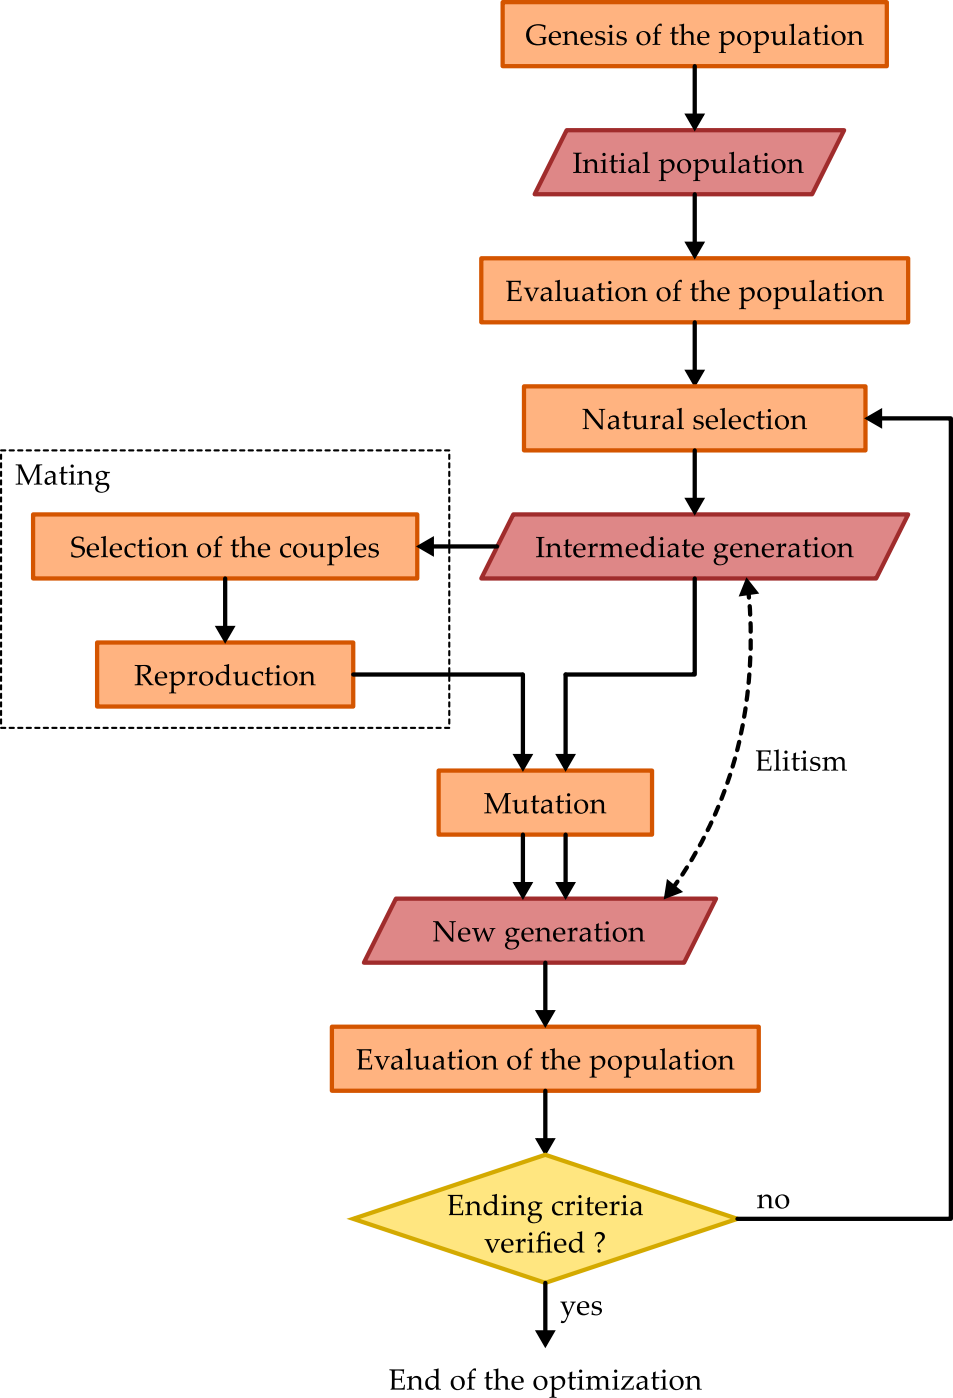 Genesis of the population
Initial population
Evaluation of the population
Natural selection
Mating
Selection of the couples
Intermediate generation
Reproduction
Elitism
Mutation
New generation
Evaluation of the population
Ending criteria
verified ?
no
yes
End of the optimization